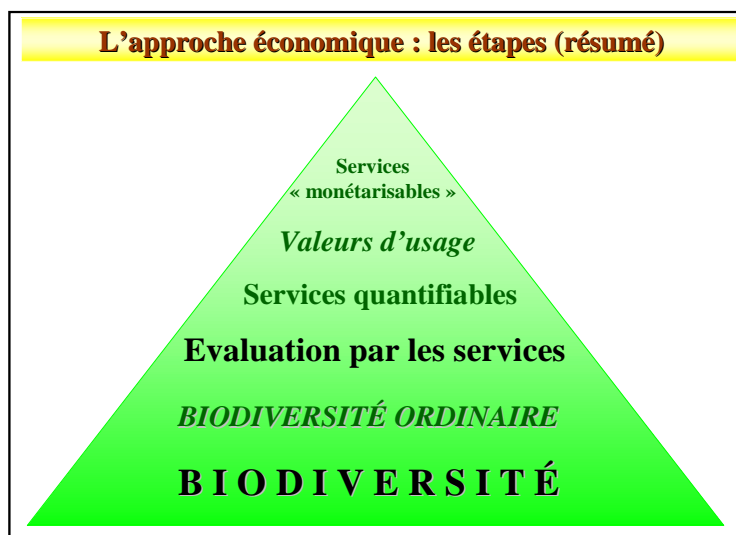 L'approche économique : les étapes (résumé)
Services
« monétarisables »
Valeurs d'usage
Services quantifiables
Evaluation par les services
BIODIVERSITÉ ORDINAIRE
B I O D I V E R S I T É